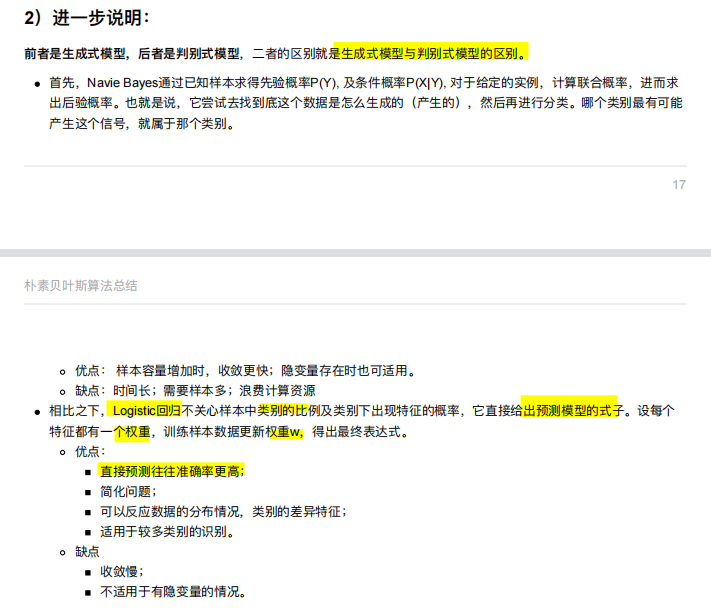 2）进一步说明：
前者是生成式模型，后者是判别式模型，二者的区别就是生成式模型与判别式模型的区别。
● 首先，Navie Bayes通过已知样本求得先验概率P(Y), 及条件概率P(X|Y), 对于给定的实例，计算联合概率，进而求
出后验概率。也就是说，它尝试去找到底这个数据是怎么生成的（产生的），然后再进行分类。哪个类别最有可能
产生这个信号，就属于那个类别。
17
朴素贝叶斯算法总结
○ 优点： 样本容量增加时，收敛更快；隐变量存在时也可适用。
○ 缺点：时间长；需要样本多；浪费计算资源
● 相比之下，Logistic回归不关心样本中类别的比例及类别下出现特征的概率，它直接给出预测模型的式子。设每个
特征都有一个权重，训练样本数据更新权重w，得出最终表达式。
○ 优点：
■ 直接预测往往准确率更高；
■ 简化问题；
■ 可以反应数据的分布情况，类别的差异特征；
■ 适用于较多类别的识别。
○ 缺点
■ 收敛慢；
■ 不适用于有隐变量的情况。